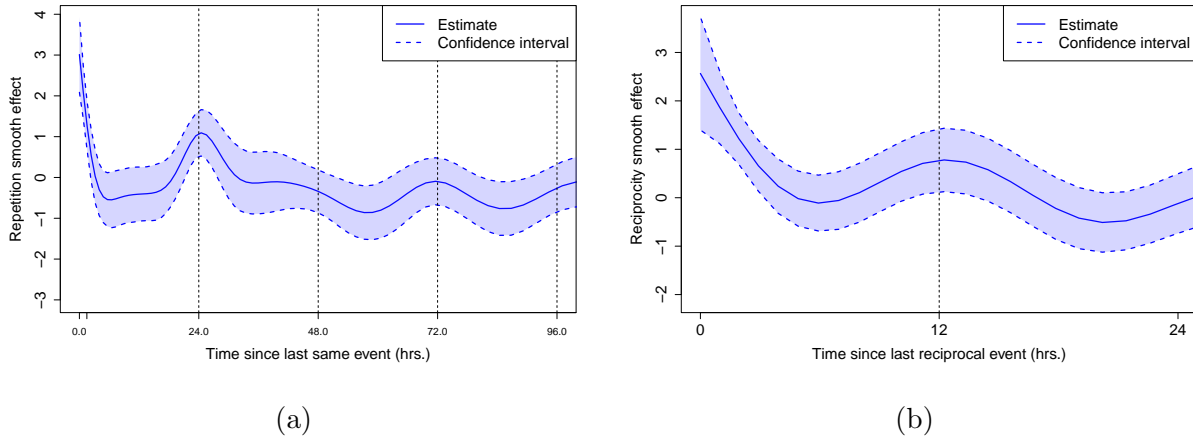 Repetition smooth effect
4
3
2
1
0
−1
−2
−3
Estimate
Confidence interval
0.0 24.0 48.0 72.0 96.0
Time since last same event (hrs.)
(a)
Reciprocity smooth effect
3
2
1
0
−1
−2
Estimate
Confidence interval
0 12 24
Time since last reciprocal event (hrs.)
(b)